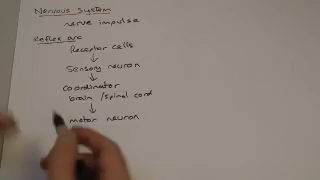 Nervous System
nerve impulse
Reflex arc
Receptor cells
↓
Sensory neuron
↓
coordinator
brain / spinal cord
↓
motor neuron